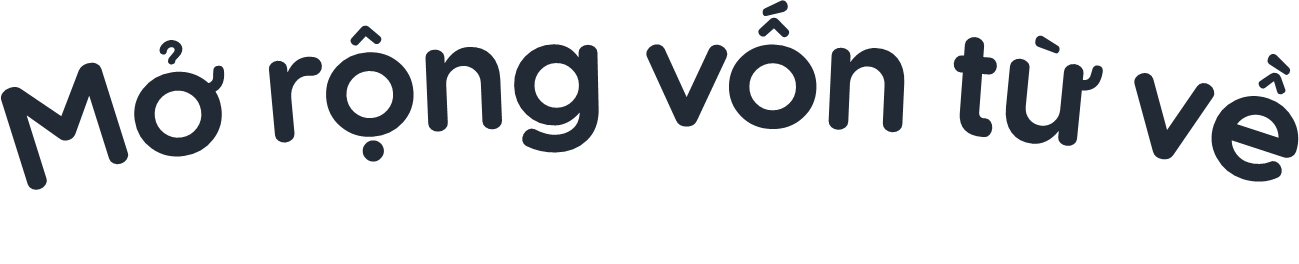 Mở rộng vốn từ về